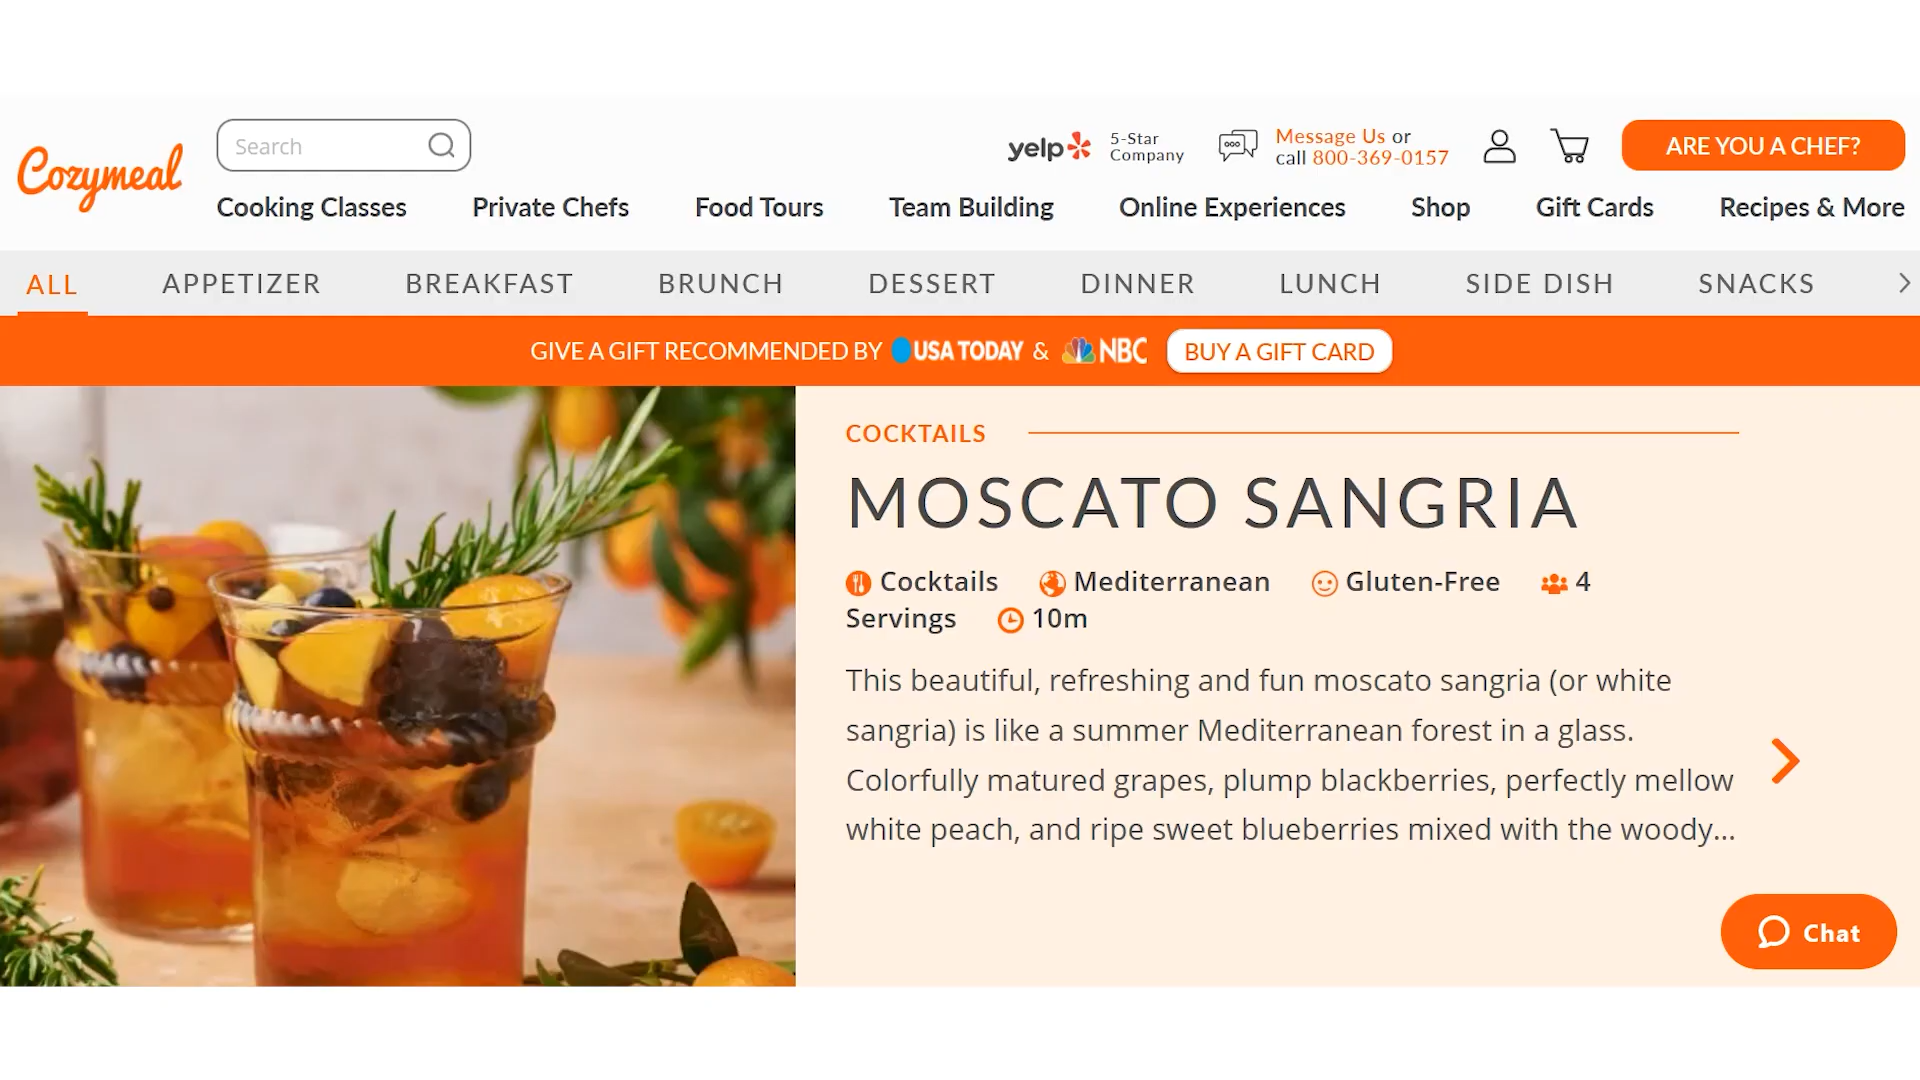 Cozymeal
Search
yelp
5-Star
Company
Message Us or
call 800-369-0157
ARE YOU A CHEF?
Cooking Classes
Private Chefs
Food Tours
Team Building
Online Experiences
Shop
Gift Cards
Recipes & More
ALL
APPETIZER
BREAKFAST
BRUNCH
DESSERT
DINNER
LUNCH
SIDE DISH
SNACKS
GIVE A GIFT RECOMMENDED BY USA TODAY & NBC
BUY A GIFT CARD
COCKTAILS
MOSCATO SANGRIA
Cocktails Mediterranean Gluten-Free 4
Servings 10m
This beautiful, refreshing and fun moscato sangria (or white
sangria) is like a summer Mediterranean forest in a glass.
Colorfully matured grapes, plump blackberries, perfectly mellow
white peach, and ripe sweet blueberries mixed with the woody...
Chat